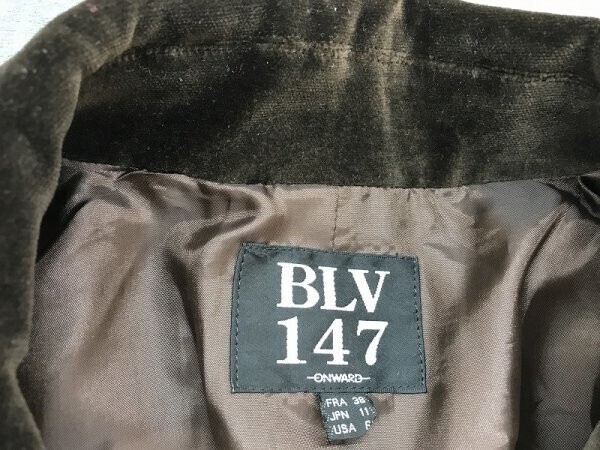 BLV
147
ONWARD
FRA 38
JPN 11
USA